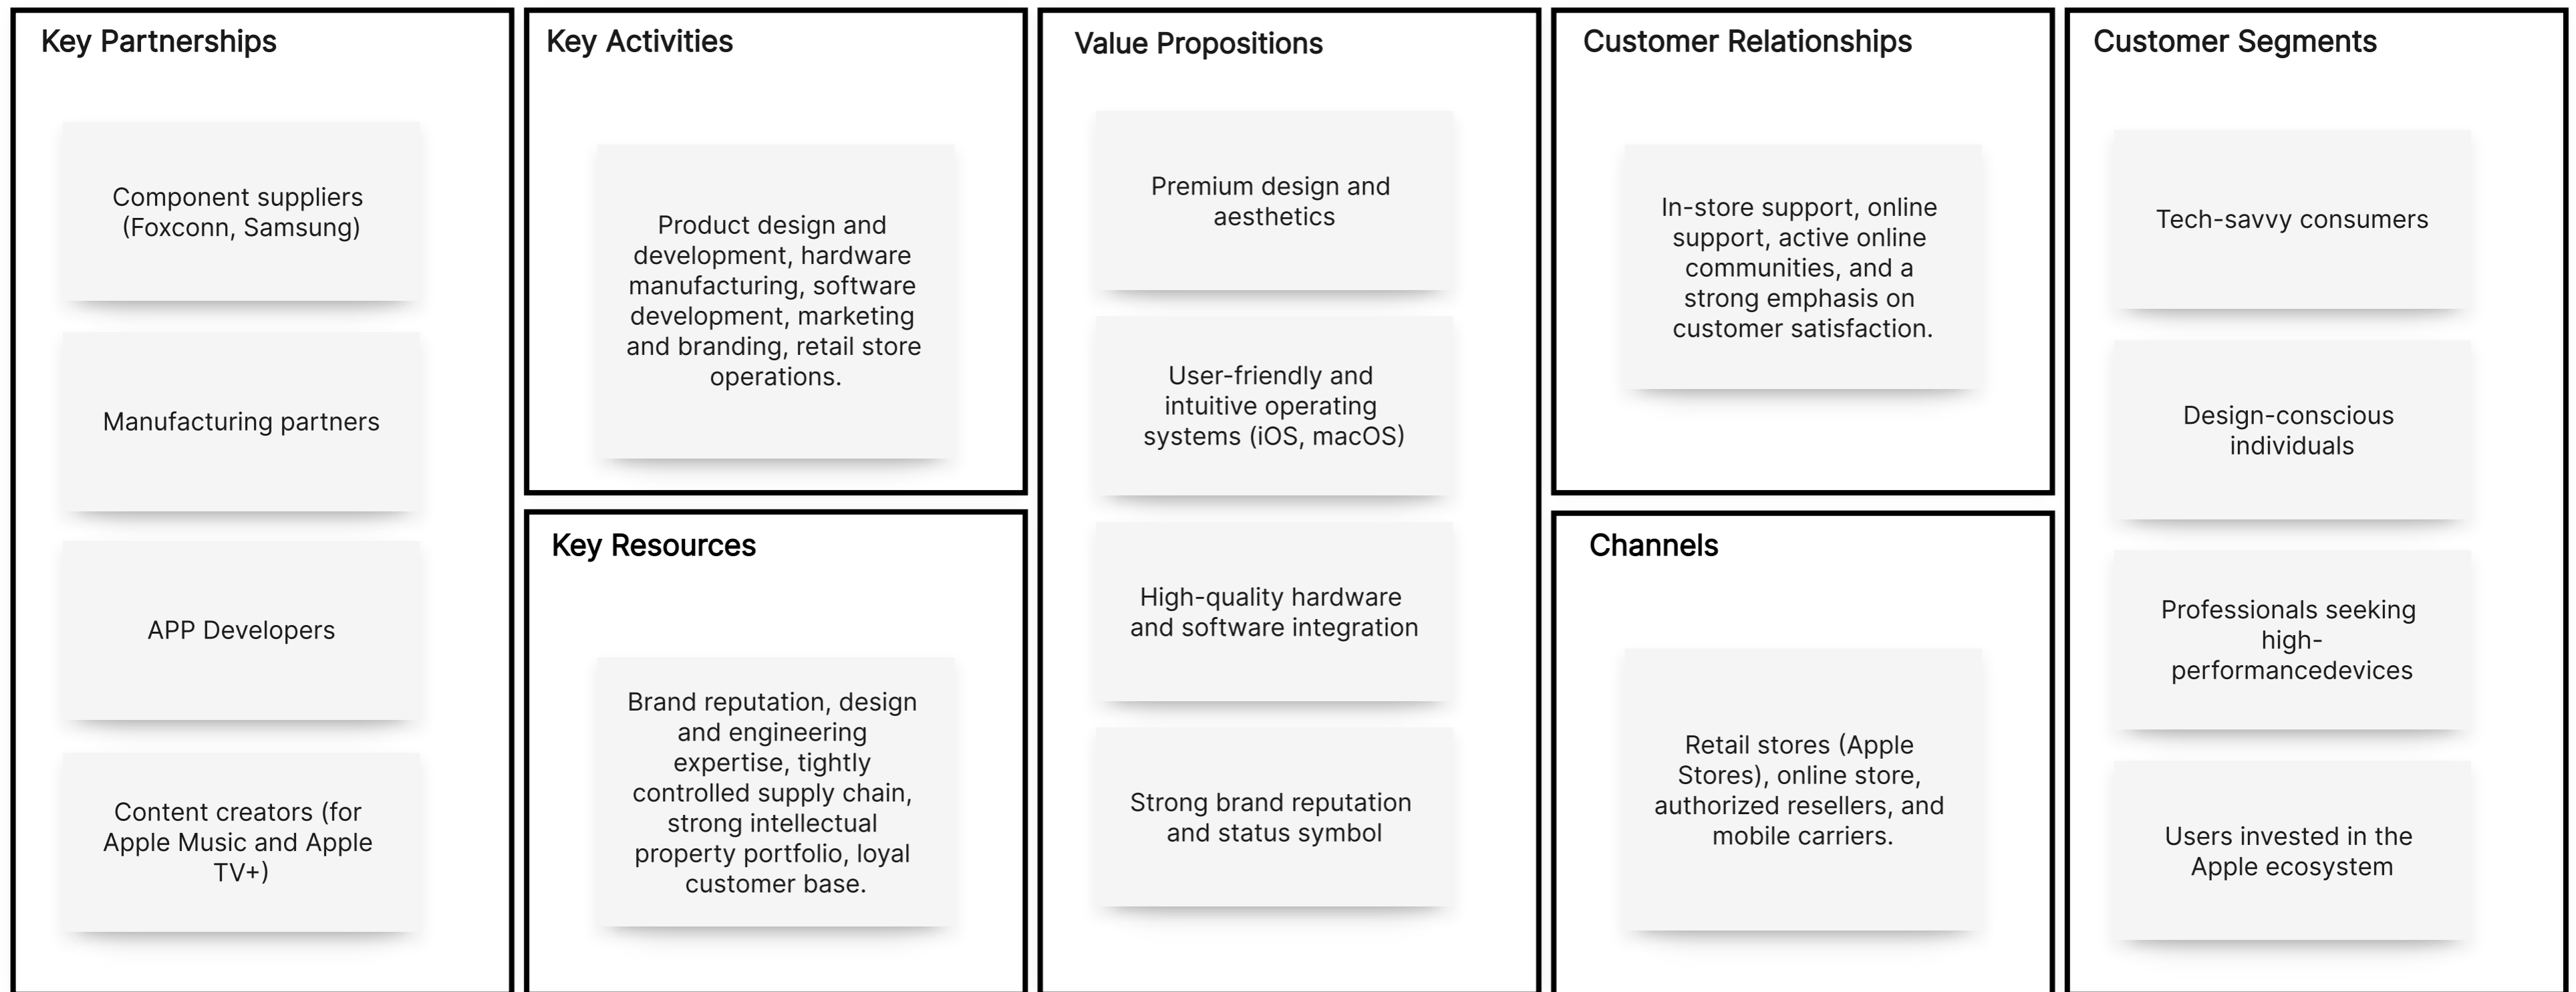 Key Partnerships
Component suppliers
(Foxconn, Samsung)
Manufacturing partners
APP Developers
Content creators (for
Apple Music and Apple
TV+)
Key Activities
Product design and
development, hardware
manufacturing, software
development, marketing
and branding, retail store
operations.
Key Resources
Brand reputation, design
and engineering
expertise, tightly
controlled supply chain,
strong intellectual
property portfolio, loyal
customer base.
Value Propositions
Premium design and
aesthetics
User-friendly and
intuitive operating
systems (iOS, macOS)
High-quality hardware
and software integration
Strong brand reputation
and status symbol
Customer Relationships
In-store support, online
support, active online
communities, and a
strong emphasis on
customer satisfaction.
Channels
Retail stores (Apple
Stores), online store,
authorized resellers, and
mobile carriers.
Customer Segments
Tech-savvy consumers
Design-conscious
individuals
Professionals seeking
high-
performancedevices
Users invested in the
Apple ecosystem